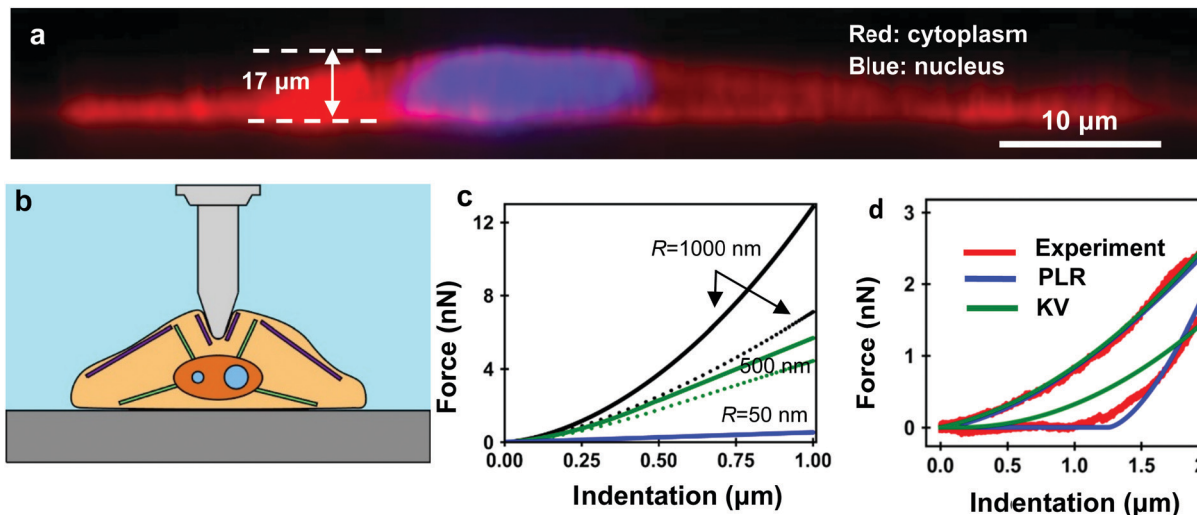 a
Red: cytoplasm
Blue: nucleus
17 µm
10 µm
b
c
12
8
4
0
Force (nN)
R=1000 nm
500 nm
R=50 nm
0.00
0.25
0.50
0.75
1.00
Indentation (µm)
d
3
2
1
0
Force (nN)
Experiment
PLR
KV
0.0
0.5
1.0
1.5
2
Indentation (µm)